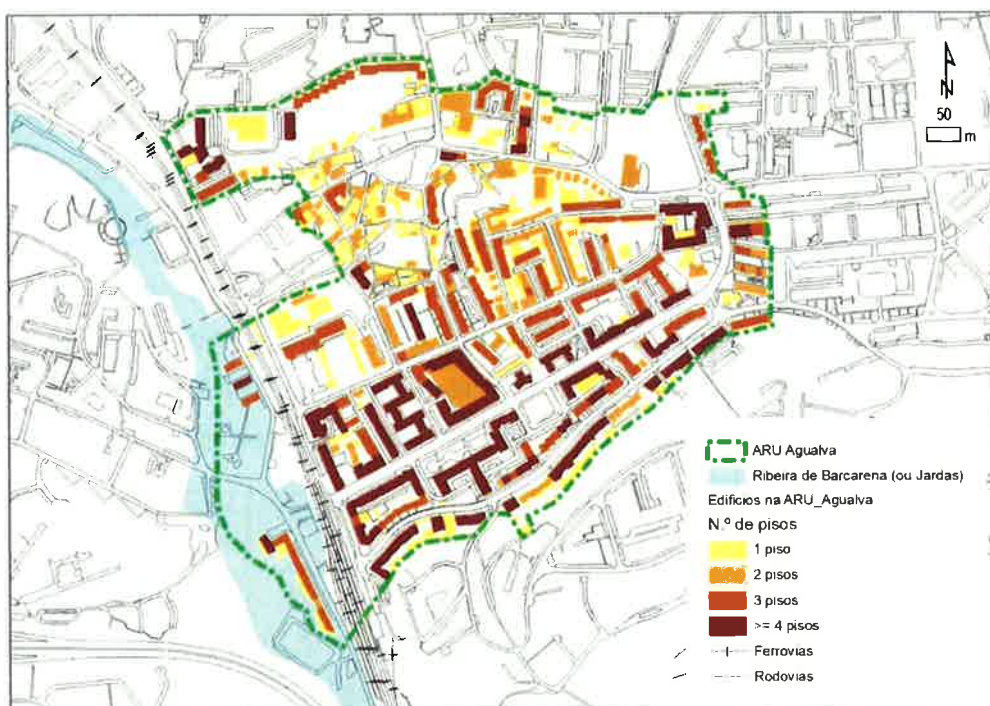 N
50
m
ARU Agualva
Ribeira de Barcarena (ou Jardas)
Edifícios na ARU_Agualva
N.º de pisos
1 piso
2 pisos
3 pisos
>= 4 pisos
Ferrovias
Rodovias